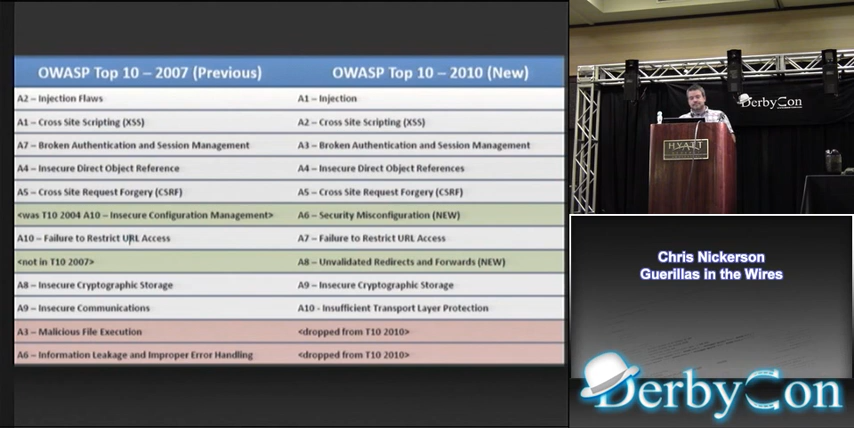 OWASP Top 10 – 2007 (Previous) OWASP Top 10 – 2010 (New)
A2 – Injection Flaws A1 – Injection
A1 – Cross Site Scripting (XSS) A2 – Cross Site Scripting (XSS)
A7 – Broken Authentication and Session Management A3 – Broken Authentication and Session Management
A4 – Insecure Direct Object Reference A4 – Insecure Direct Object References
A5 – Cross Site Request Forgery (CSRF) A5 – Cross Site Request Forgery (CSRF)
<was T10 2004 A10 – Insecure Configuration Management> A6 – Security Misconfiguration (NEW)
A10 – Failure to Restrict URL Access A7 – Failure to Restrict URL Access
<not in T10 2007> A8 – Unvalidated Redirects and Forwards (NEW)
A8 – Insecure Cryptographic Storage A9 – Insecure Cryptographic Storage
A9 – Insecure Communications A10 - Insufficient Transport Layer Protection
A3 – Malicious File Execution <dropped from T10 2010>
A6 – Information Leakage and Improper Error Handling <dropped from T10 2010>
DerbyCon
HYATT
Chris Nickerson
Guerillas in the Wires
DerbyCon